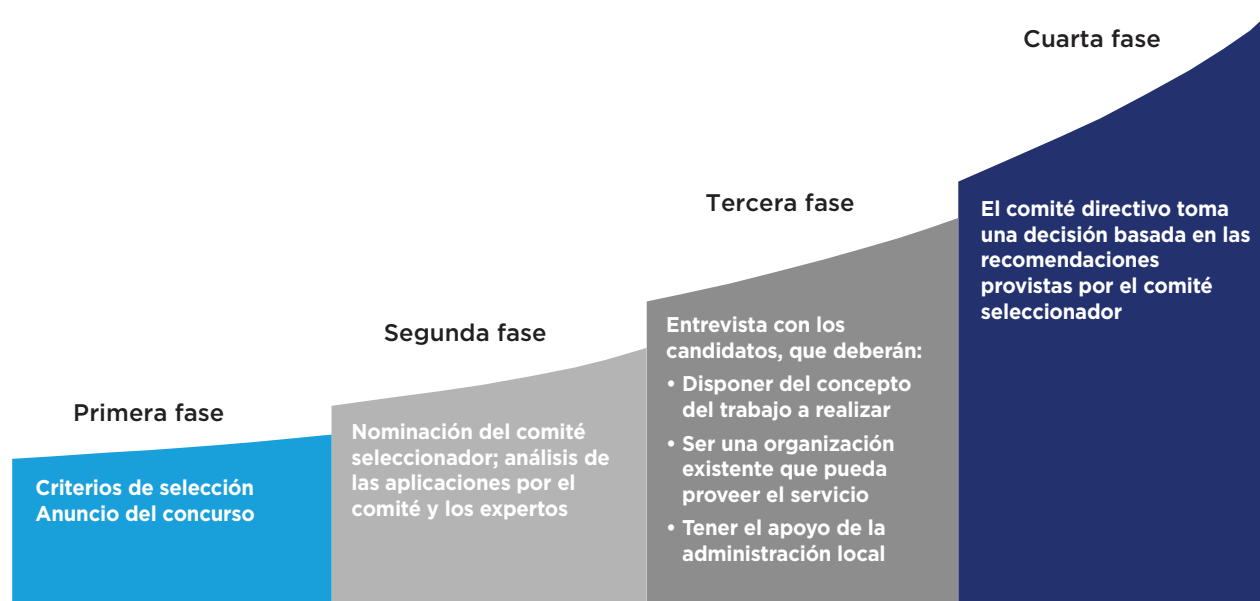 Primera fase
Criterios de selección
Anuncio del concurso
Segunda fase
Nominación del comité
seleccionador; análisis de
las aplicaciones por el
comité y los expertos
Tercera fase
Entrevista con los
candidatos, que deberán:
• Disponer del concepto
del trabajo a realizar
• Ser una organización
existente que pueda
proveer el servicio
• Tener el apoyo de la
administración local
Cuarta fase
El comité directivo toma
una decisión basada en las
recomendaciones
provistas por el comité
seleccionador